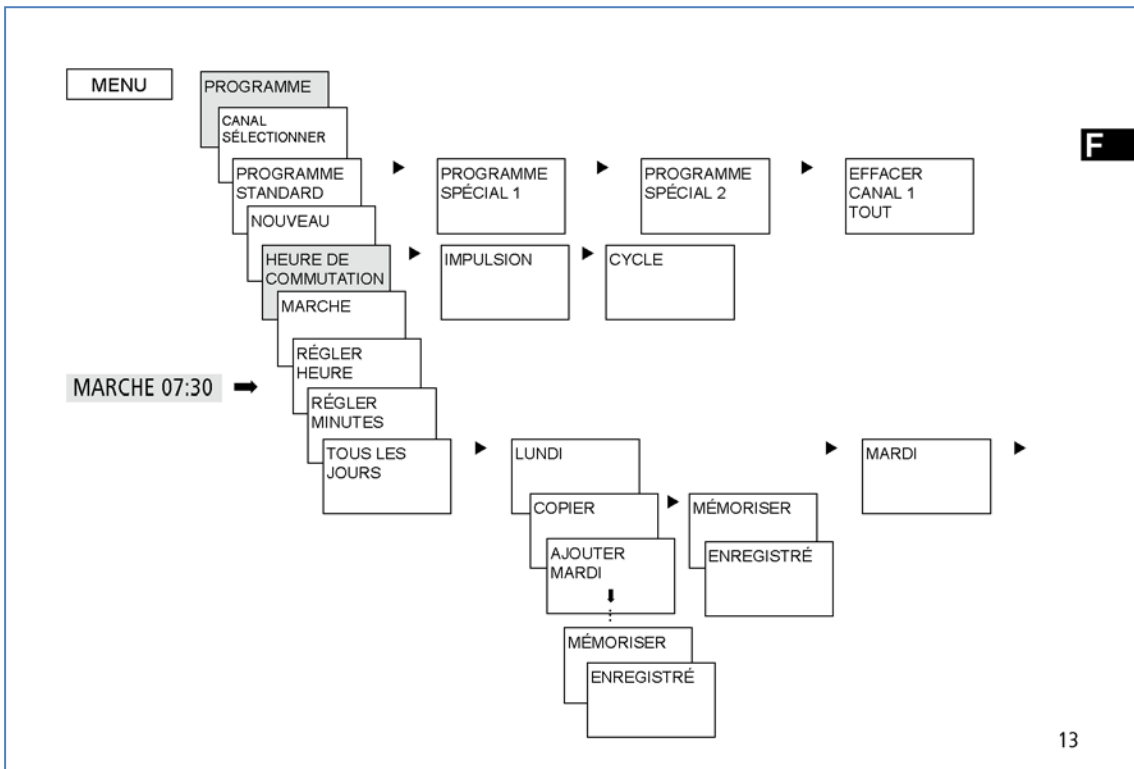 MENU
PROGRAMME
CANAL
SÉLECTIONNER
F
PROGRAMME
STANDARD
PROGRAMME
SPÉCIAL 1
PROGRAMME
SPÉCIAL 2
EFFACER
CANAL 1
TOUT
NOUVEAU
HEURE DE
COMMUTATION
IMPULSION
CYCLE
MARCHE
RÉGLER
HEURE
MARCHE 07:30
RÉGLER
MINUTES
TOUS LES
JOURS
LUNDI
MARDI
COPIER
MÉMORISER
AJOUTER
MARDI
ENREGISTRÉ
MÉMORISER
ENREGISTRÉ
13